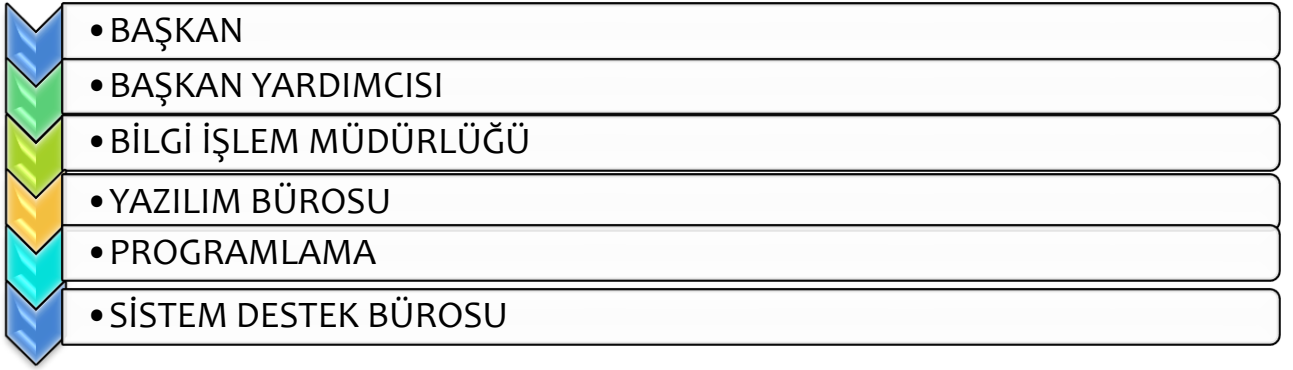 •BAŞKAN
•BAŞKAN YARDIMCISI
•BİLGİ İŞLEM MÜDÜRLÜĞÜ
•YAZILIM BÜROSU
•PROGRAMLAMA
•SİSTEM DESTEK BÜROSU